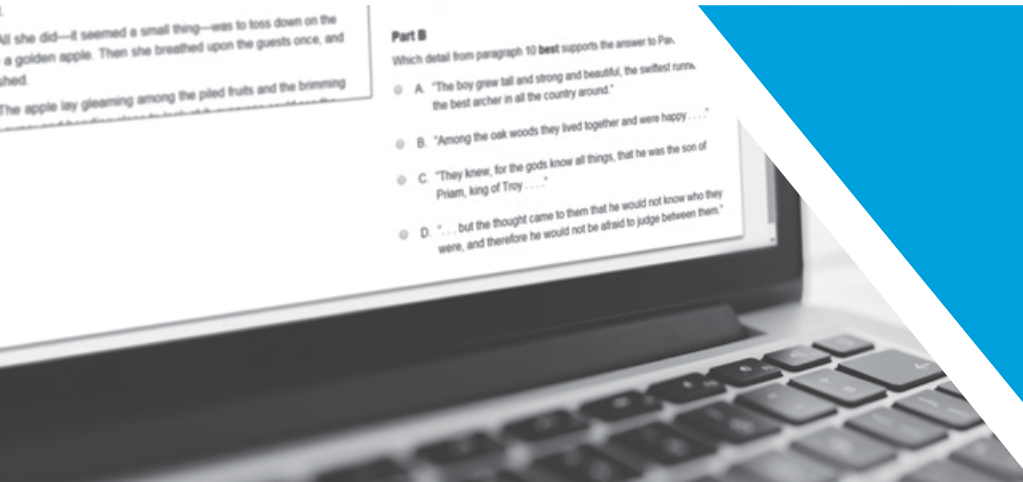 All she did—it seemed a small thing—was to toss down on the
a golden apple. Then she breathed upon the guests once, and
shed.
The apple lay gleaming among the piled fruits and the brimming
Part B
Which detail from paragraph 10 best supports the answer to
A. "The boy grew tall and strong and beautiful, the swiftest
the best archer in all the country around."
B. "Among the oak woods they lived together and were happy . . . ."
C. "They knew, for the gods know all things, that he was the son of
Priam, king of Troy . . . ."
D. ". . . but the thought came to them that he would not know who they
were, and therefore he would not be afraid to judge between them."